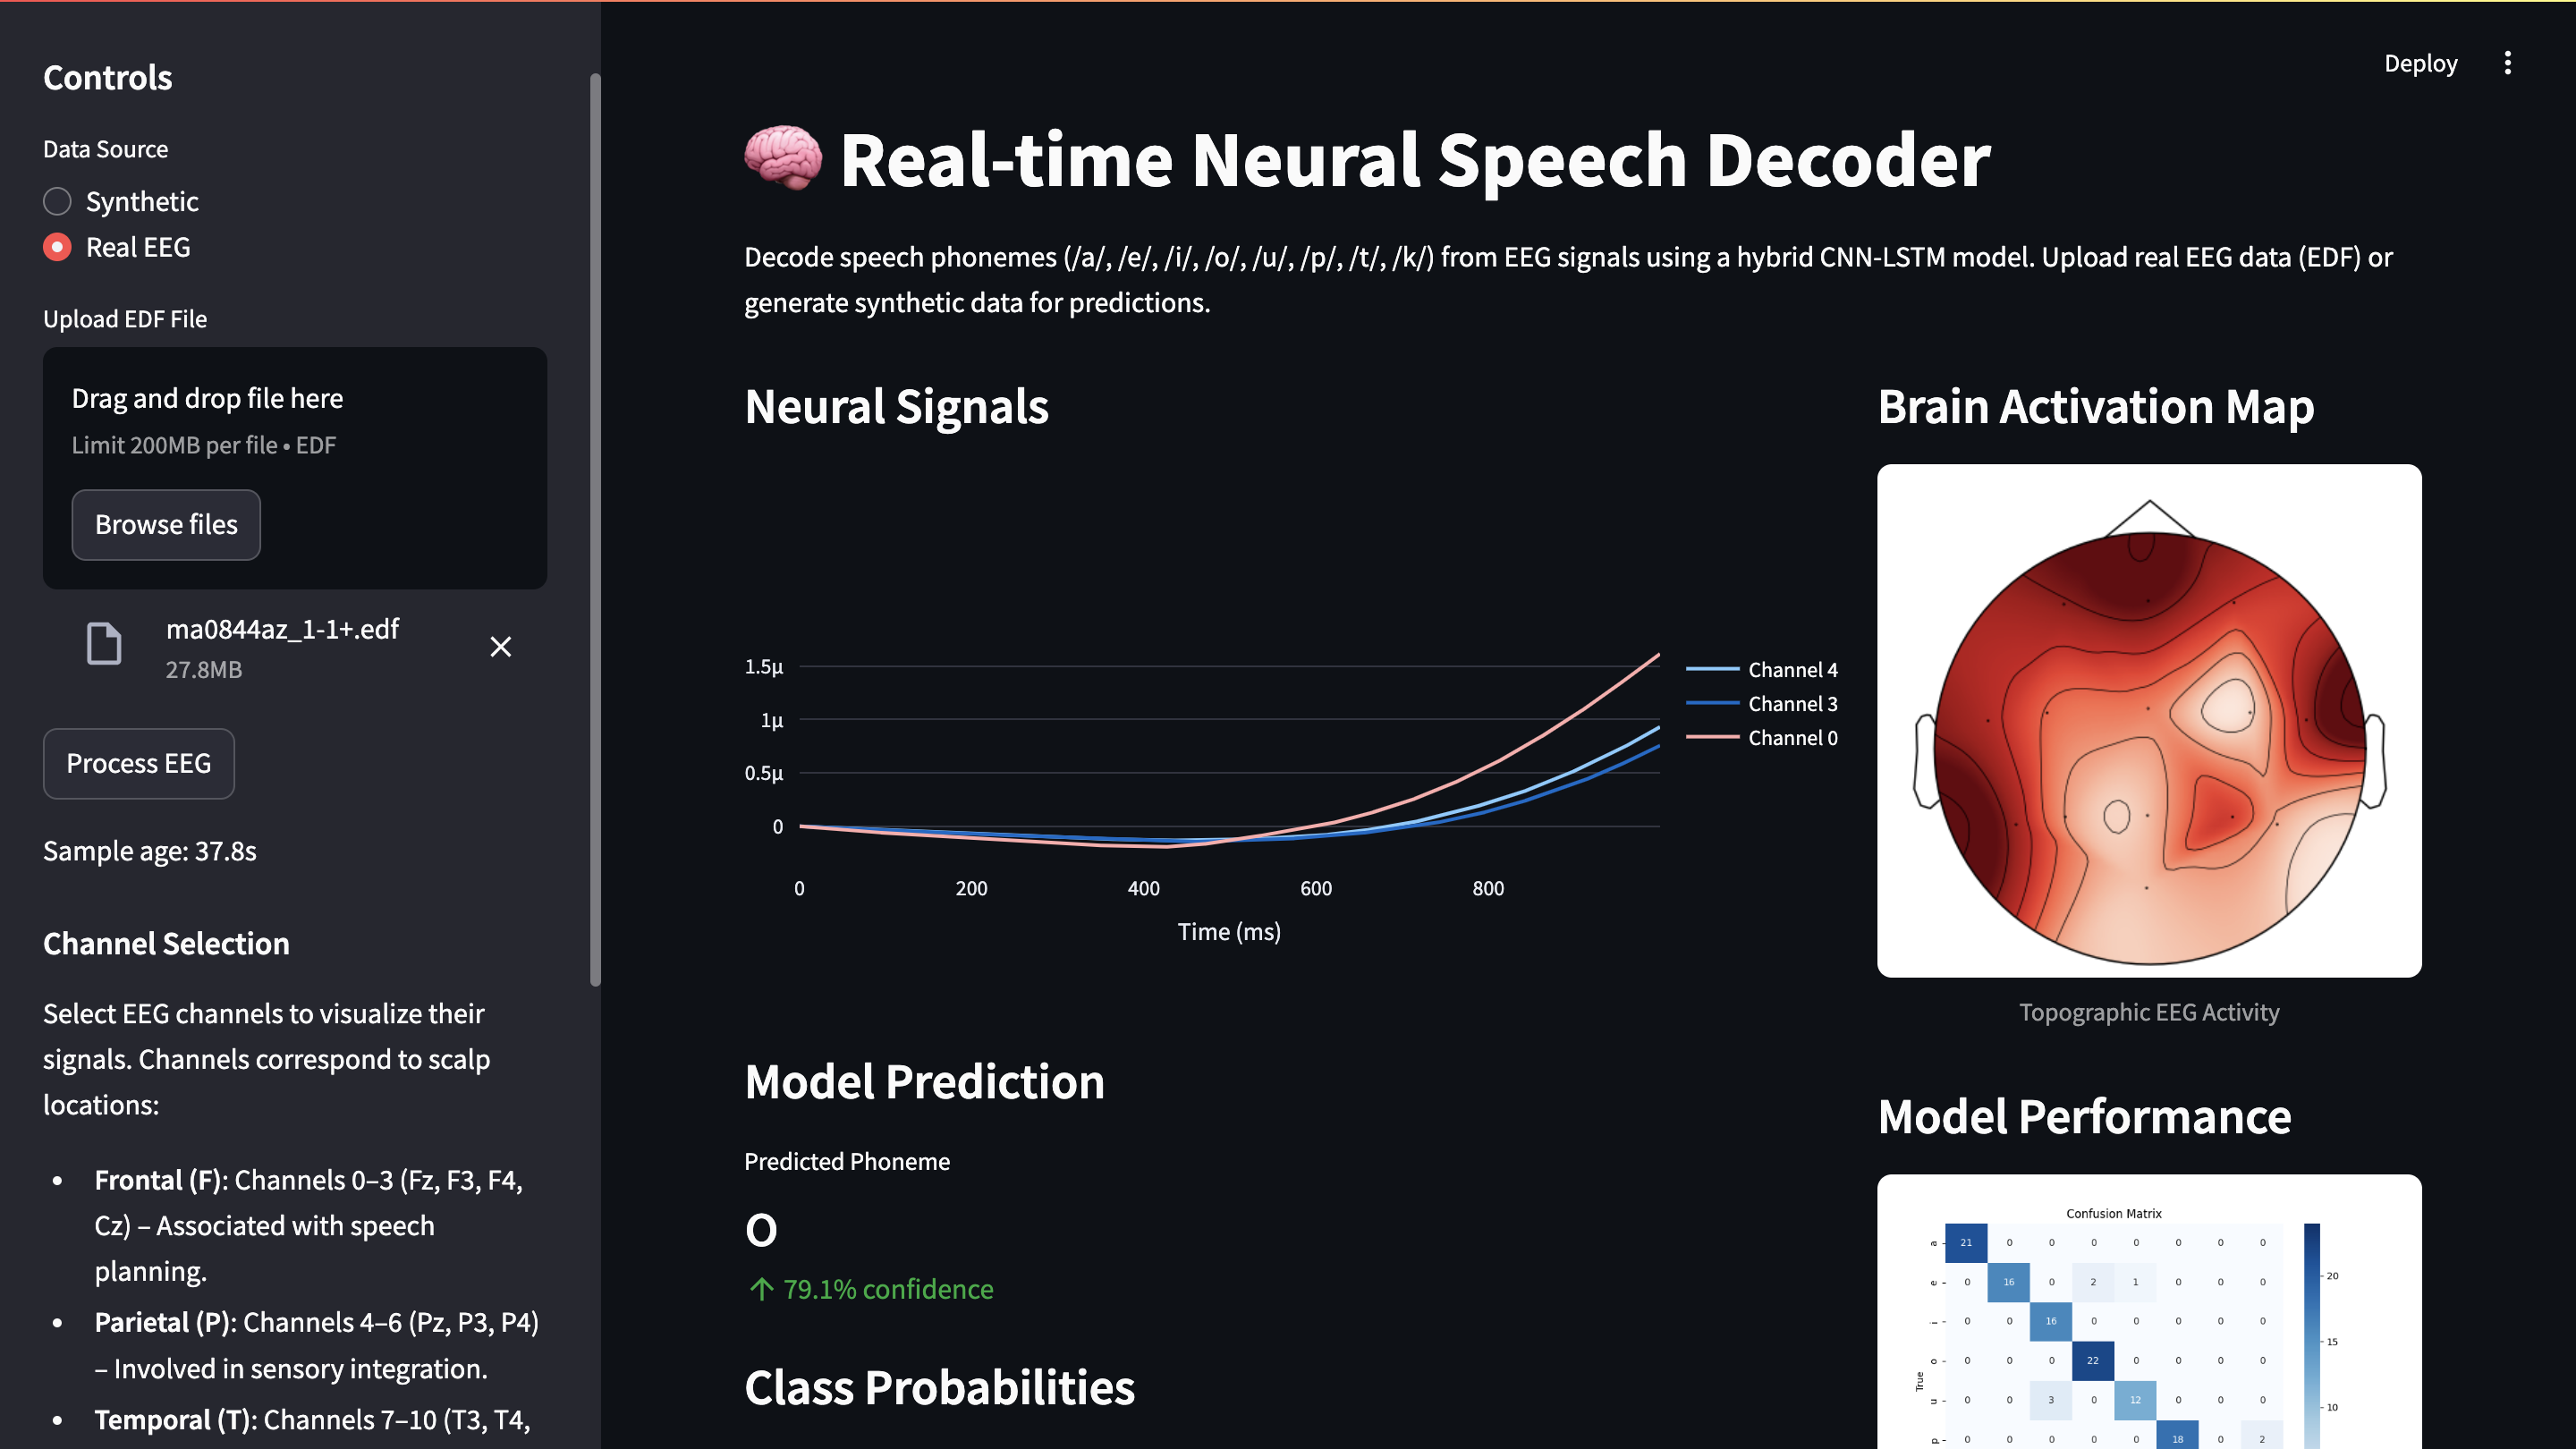 Controls
Data Source
Synthetic
Real EEG
Upload EDF File
Drag and drop file here
Limit 200MB per file • EDF
Browse files
ma0844az_1-1+.edf
27.8MB
Process EEG
Sample age: 37.8s
Channel Selection
Select EEG channels to visualize their
signals. Channels correspond to scalp
locations:
• Frontal (F): Channels 0–3 (Fz, F3, F4,
Cz) – Associated with speech
planning.
• Parietal (P): Channels 4–6 (Pz, P3, P4)
– Involved in sensory integration.
• Temporal (T): Channels 7–10 (T3, T4,
Deploy
🧠 Real-time Neural Speech Decoder
Decode speech phonemes (/a/, /e/, /i/, /o/, /u/, /p/, /t/, /k/) from EEG signals using a hybrid CNN-LSTM model. Upload real EEG data (EDF) or
generate synthetic data for predictions.
Neural Signals
1.5μ
1μ
0.5μ
0
0 200 400 600 800
Time (ms)
Channel 4
Channel 3
Channel 0
Model Prediction
Predicted Phoneme
O
↑ 79.1% confidence
Class Probabilities
Brain Activation Map
Topographic EEG Activity
Model Performance
Confusion Matrix
a 21 0 0 0 0 0 0 0
e 0 16 0 2 1 0 0 0
i 0 0 16 0 0 0 0 0
o 0 0 0 22 0 0 0 0
u 0 0 3 0 12 0 0 0
p 0 0 0 0 0 18 0 2
True
20
15
10